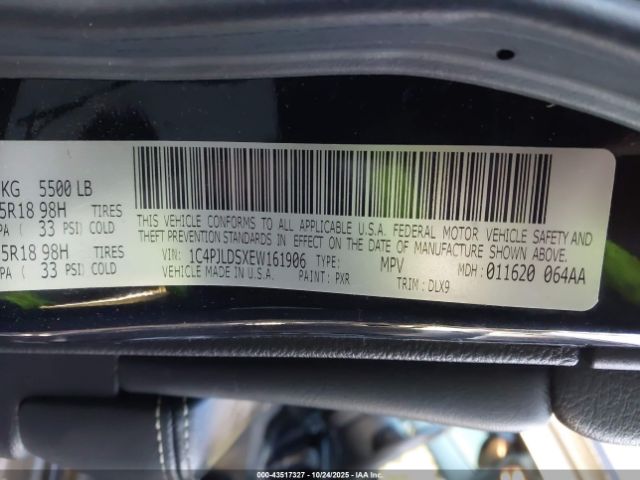 KG 5500 LB
5R18 98H TIRES
PA ( 33 PSI) COLD
5R18 98H TIRES
PA ( 33 PSI) COLD
THIS VEHICLE CONFORMS TO ALL APPLICABLE U.S.A. FEDERAL MOTOR VEHICLE SAFETY AND
THEFT PREVENTION STANDARDS IN EFFECT ON THE DATE OF MANUFACTURE SHOWN ABOVE.
VIN: 1C4PJLDSXEW161906 TYPE: MPV MDH: 011620 064AA
MADE IN U.S.A. PAINT: PXR TRIM: DLX9
000-43517327 - 10/24/2025 - IAA Inc.